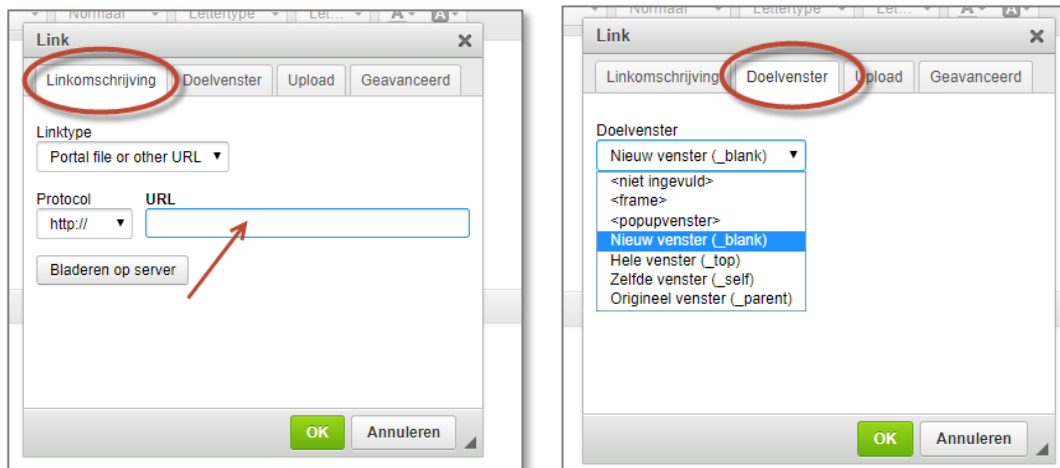 Normaal Lettertype Let... A A
Link
Linkomschrijving Doelvenster Upload Geavanceerd
Linktype
Portal file or other URL
Protocol URL
http://
Bladeren op server
OK Annuleren
Normaal Lettertype Let... A A
Link
Linkomschrijving Doelvenster Upload Geavanceerd
Doelvenster
Nieuw venster (_blank)
<niet ingevuld>
<frame>
<popupvenster>
Nieuw venster (_blank)
Hele venster (_top)
Zelfde venster (_self)
Origineel venster (_parent)
OK Annuleren